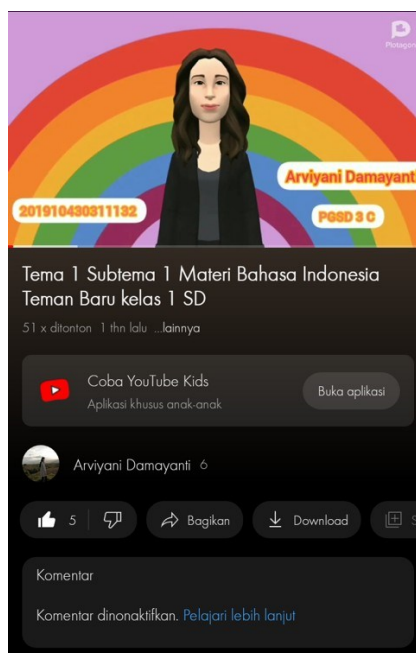 Plotagon
Arviyani Damayant
201910430311132
PGSD 3 C
Tema 1 Subtema 1 Materi Bahasa Indonesia
Teman Baru kelas 1 SD
51 x ditonton 1 thn lalu ...lainnya
Coba YouTube Kids
Aplikasi khusus anak-anak
Buka aplikasi
Arviyani Damayanti 6
5 Bagikan Download S
Komentar
Komentar dinonaktifkan. Pelajari lebih lanjut